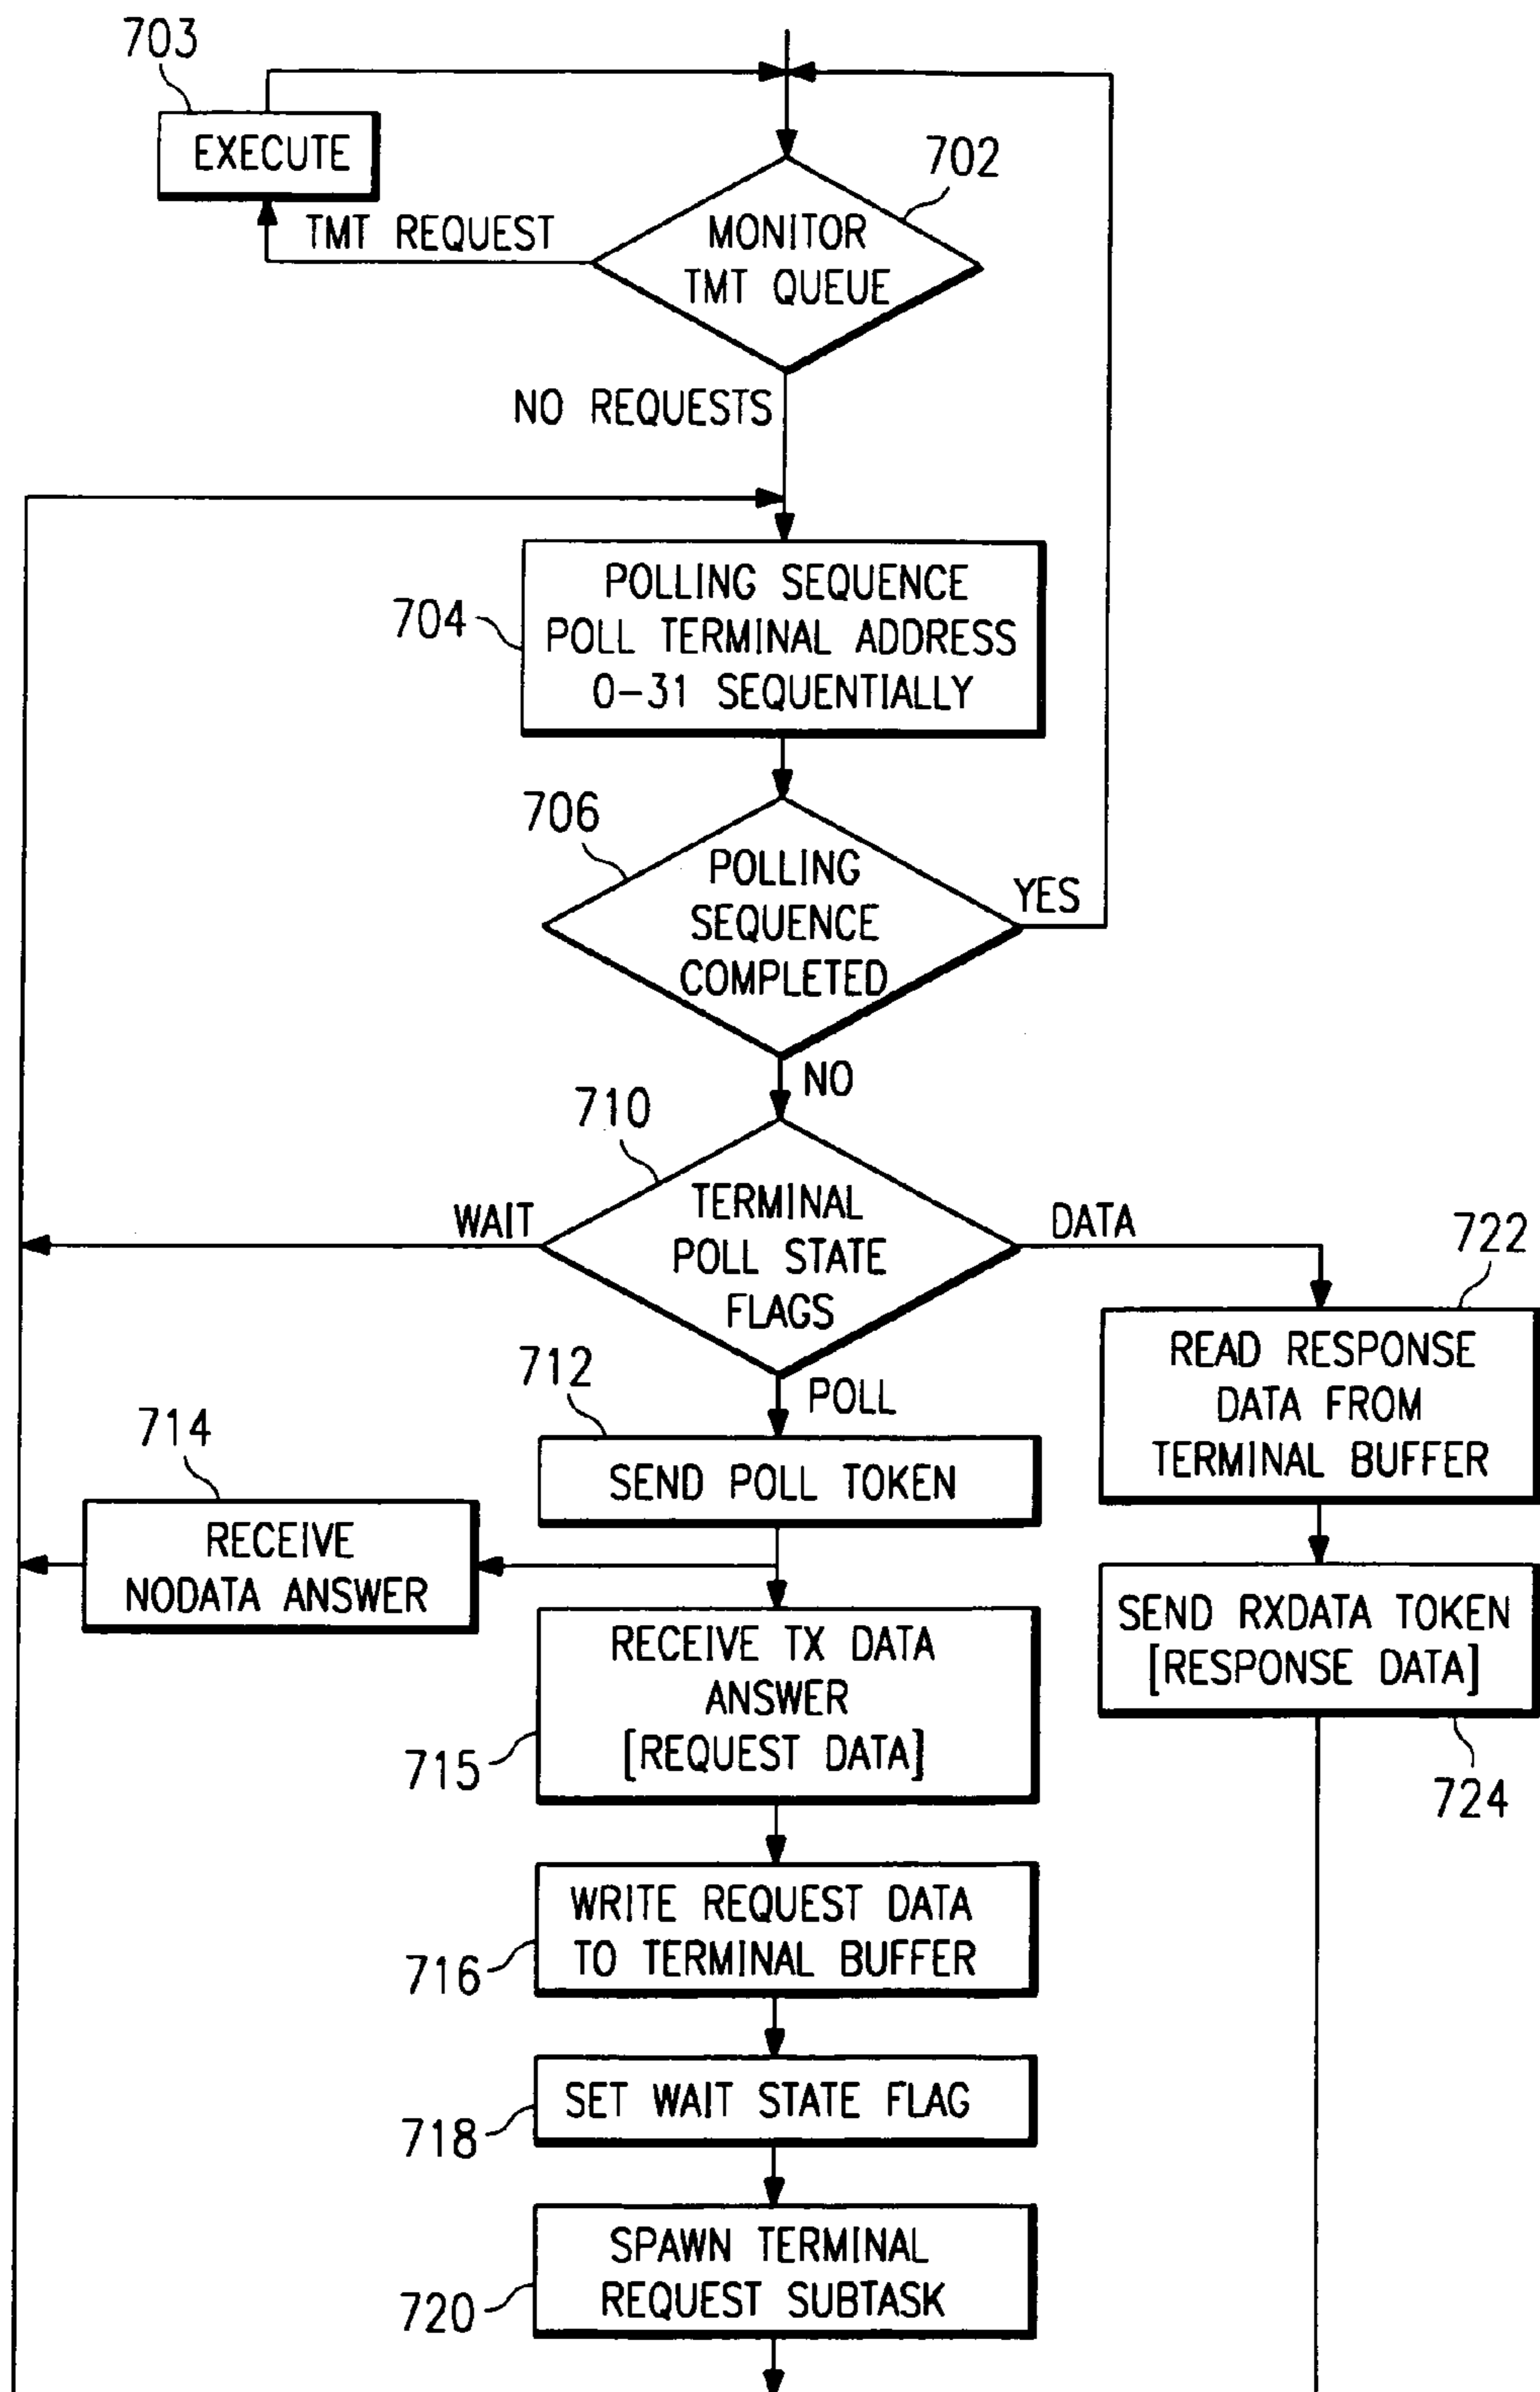 703
EXECUTE
702
TMT REQUEST
MONITOR
TMT QUEUE
NO REQUESTS
POLLING SEQUENCE
704
POLL TERMINAL ADDRESS
0-31 SEQUENTIALLY
706
POLLING
SEQUENCE
COMPLETED
YES
NO
710
TERMINAL
POLL STATE
FLAGS
WAIT
DATA
722
READ RESPONSE
DATA FROM
TERMINAL BUFFER
712
POLL
SEND POLL TOKEN
714
RECEIVE
NODATA ANSWER
SEND RXDATA TOKEN
[RESPONSE DATA]
724
RECEIVE TX DATA
ANSWER
[REQUEST DATA]
715
WRITE REQUEST DATA
TO TERMINAL BUFFER
716
SET WAIT STATE FLAG
718
SPAWN TERMINAL
REQUEST SUBTASK
720